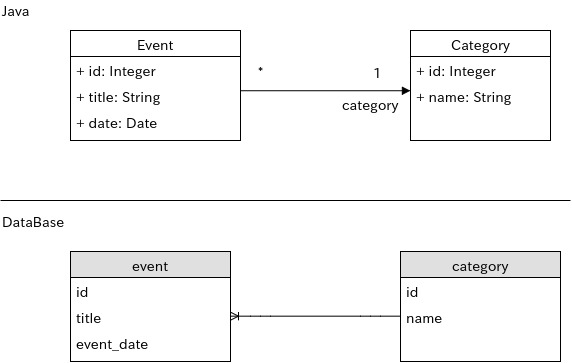 Java
Event
+ id: Integer
+ title: String
+ date: Date
*
1
category
Category
+ id: Integer
+ name: String
DataBase
event
id
title
event_date
category
id
name